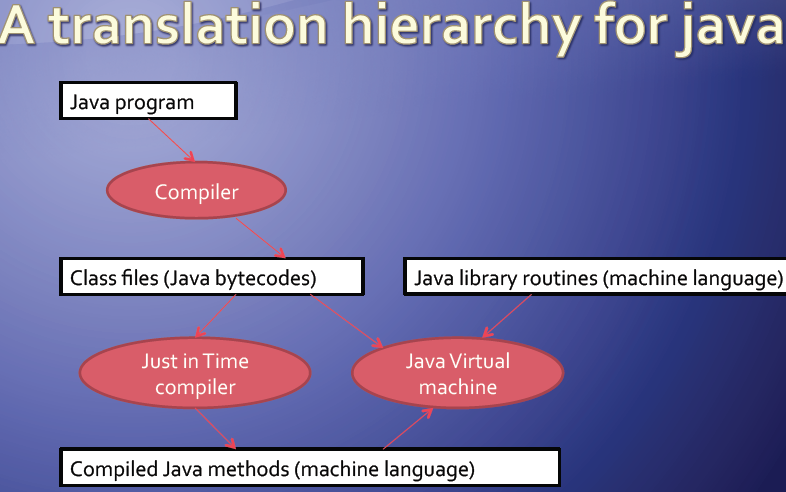 A translation hierarchy for java
Java program
Compiler
Class files (Java bytecodes)
Java library routines (machine language)
Just in Time
compiler
Java Virtual
machine
Compiled Java methods (machine language)